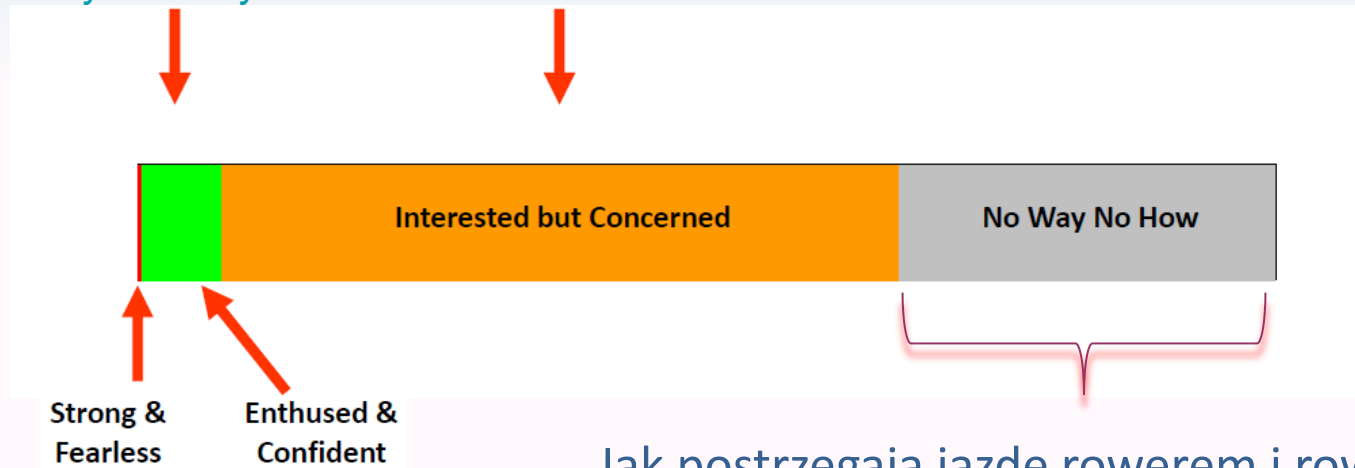 Interested but Concerned
No Way No How
Strong &
Fearless
Enthused &
Confident
Jak postrzegają jazdę rowerem i